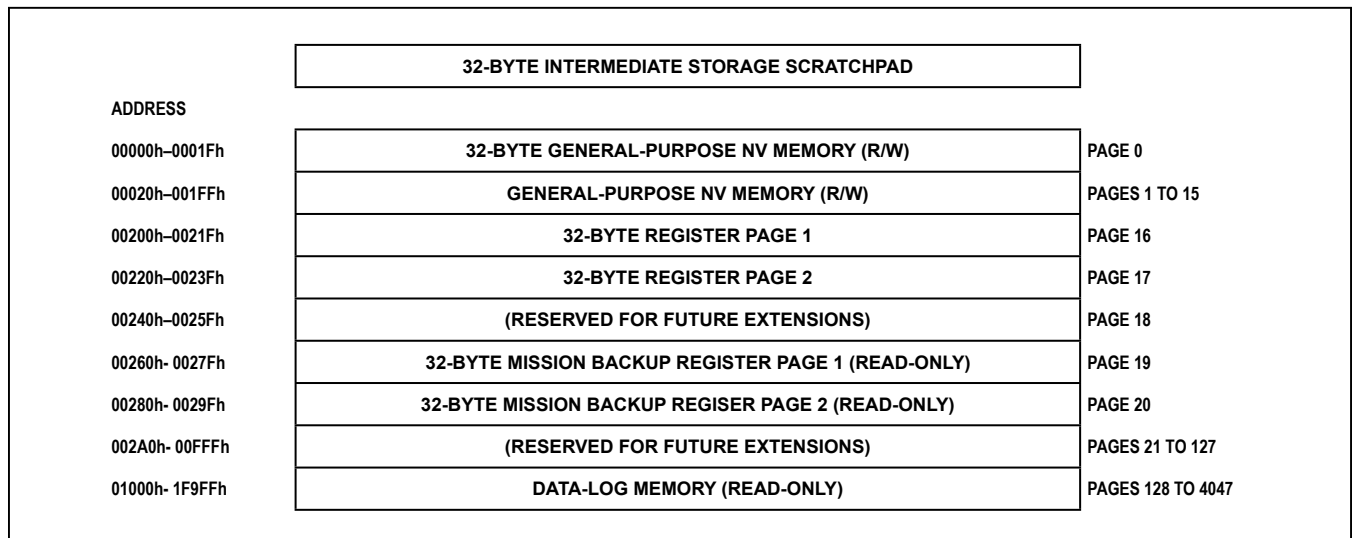 32-BYTE INTERMEDIATE STORAGE SCRATCHPAD
ADDRESS
00000h–0001Fh 32-BYTE GENERAL-PURPOSE NV MEMORY (R/W) PAGE 0
00020h–001FFh GENERAL-PURPOSE NV MEMORY (R/W) PAGES 1 TO 15
00200h–0021Fh 32-BYTE REGISTER PAGE 1 PAGE 16
00220h–0023Fh 32-BYTE REGISTER PAGE 2 PAGE 17
00240h–0025Fh (RESERVED FOR FUTURE EXTENSIONS) PAGE 18
00260h- 0027Fh 32-BYTE MISSION BACKUP REGISTER PAGE 1 (READ-ONLY) PAGE 19
00280h- 0029Fh 32-BYTE MISSION BACKUP REGISER PAGE 2 (READ-ONLY) PAGE 20
002A0h- 00FFFh (RESERVED FOR FUTURE EXTENSIONS) PAGES 21 TO 127
01000h- 1F9FFh DATA-LOG MEMORY (READ-ONLY) PAGES 128 TO 4047